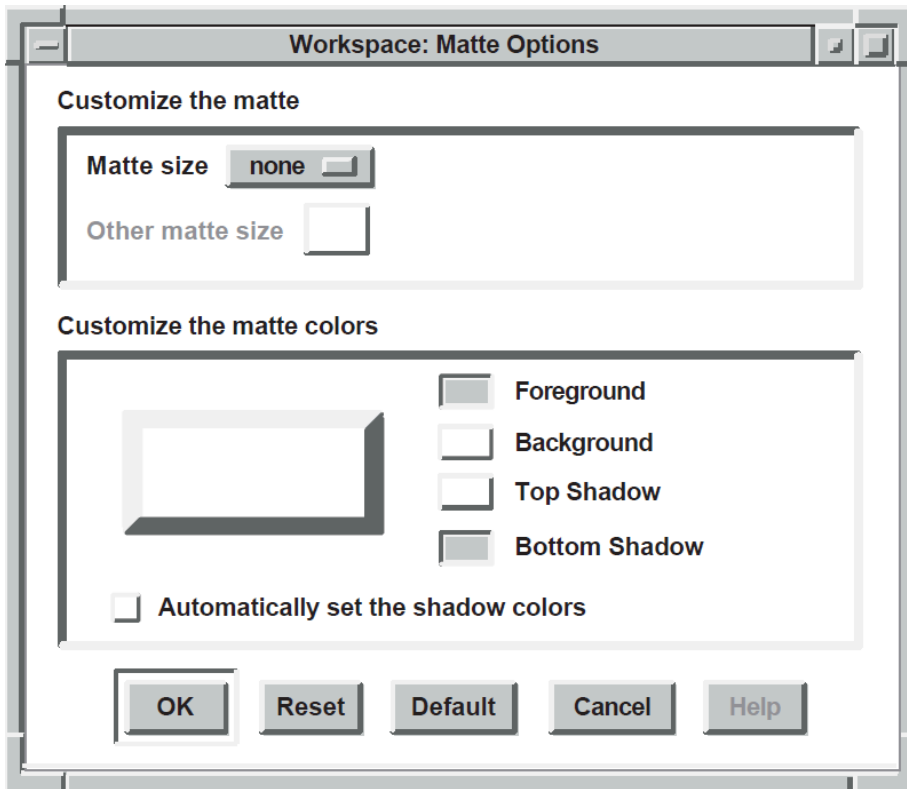 Workspace: Matte Options
Customize the matte
Matte size none
Other matte size
Customize the matte colors
Foreground
Background
Top Shadow
Bottom Shadow
Automatically set the shadow colors
OK Reset Default Cancel Help